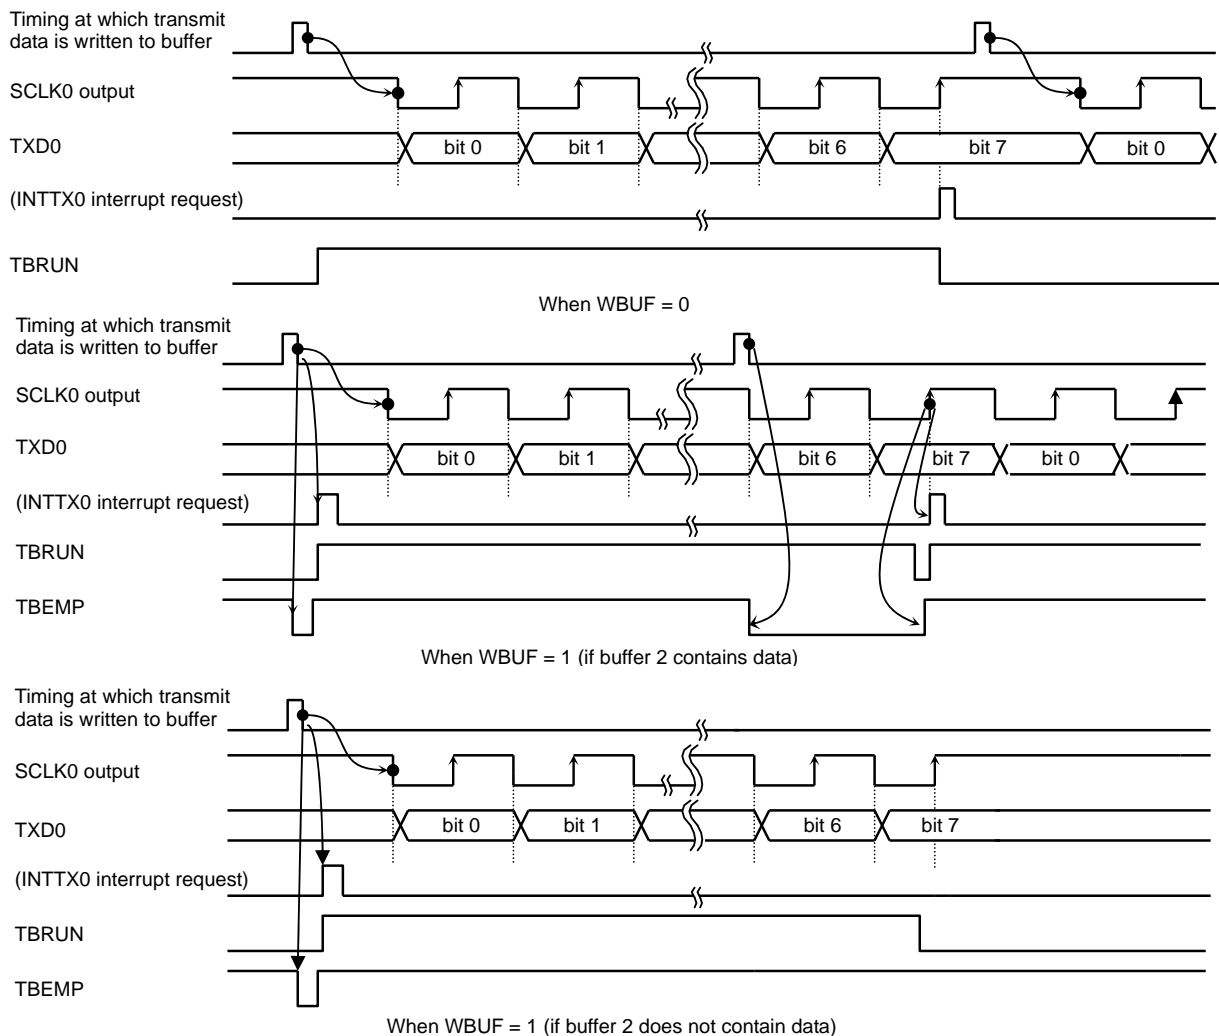 Timing at which transmit
data is written to buffer
SCLK0 output
TXD0
bit 0 bit 1 bit 6 bit 7 bit 0
(INTTX0 interrupt request)
TBRUN
When WBUF = 0
Timing at which transmit
data is written to buffer
SCLK0 output
TXD0
bit 0 bit 1 bit 6 bit 7 bit 0
(INTTX0 interrupt request)
TBRUN
TBEMP
When WBUF = 1 (if buffer 2 contains data)
Timing at which transmit
data is written to buffer
SCLK0 output
TXD0
bit 0 bit 1 bit 6 bit 7
(INTTX0 interrupt request)
TBRUN
TBEMP
When WBUF = 1 (if buffer 2 does not contain data)